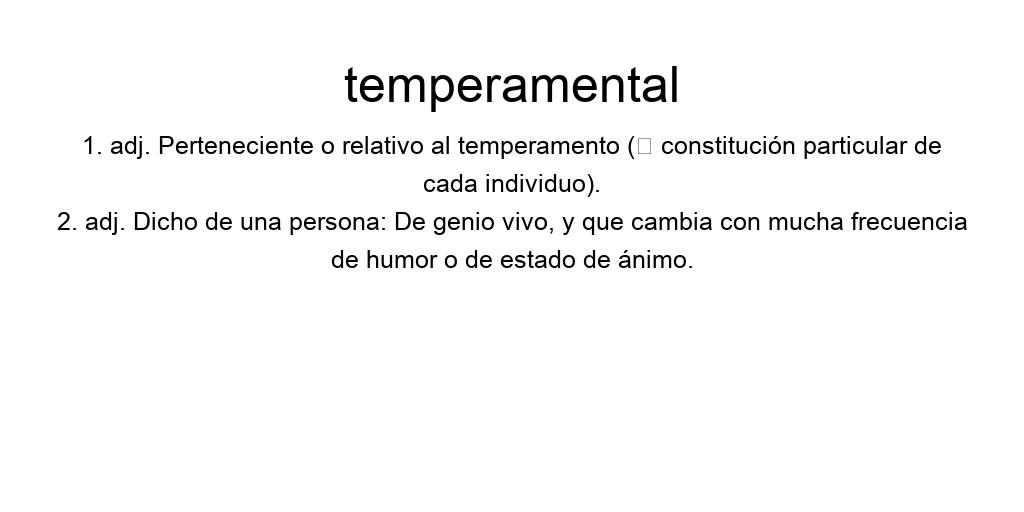 temperamental
1. adj. Perteneciente o relativo al temperamento (□ constitución particular de
cada individuo).
2. adj. Dicho de una persona: De genio vivo, y que cambia con mucha frecuencia
de humor o de estado de ánimo.